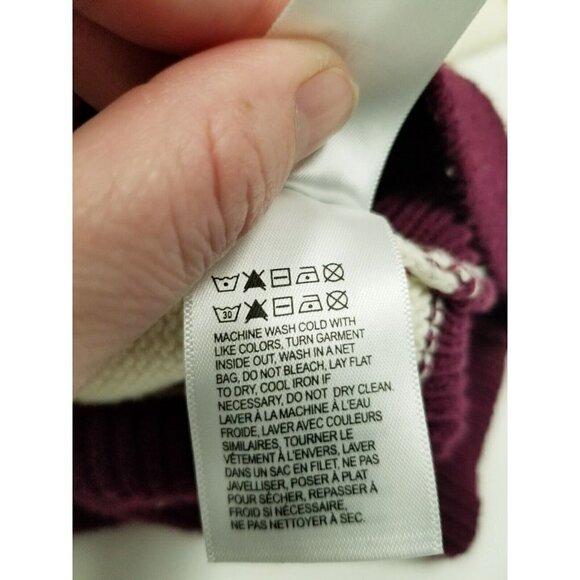 30
MACHINE WASH COLD WITH
LIKE COLORS, TURN GARMENT
INSIDE OUT, WASH IN A NET
BAG, DO NOT BLEACH, LAY FLAT
TO DRY, COOL IRON IF
NECESSARY, DO NOT DRY CLEAN.
LAVER À LA MACHINE À L'EAU
FROIDE, LAVER AVEC COULEURS
SIMILAIRES, TOURNER LE
VÊTEMENT À L'ENVERS, LAVER
DANS UN SAC EN FILET, NE PAS
JAVELLISER, POSER À PLAT
POUR SÉCHER, REPASSER À
FROID SI NÉCESSAIRE,
NE PAS NETTOYER À SEC.